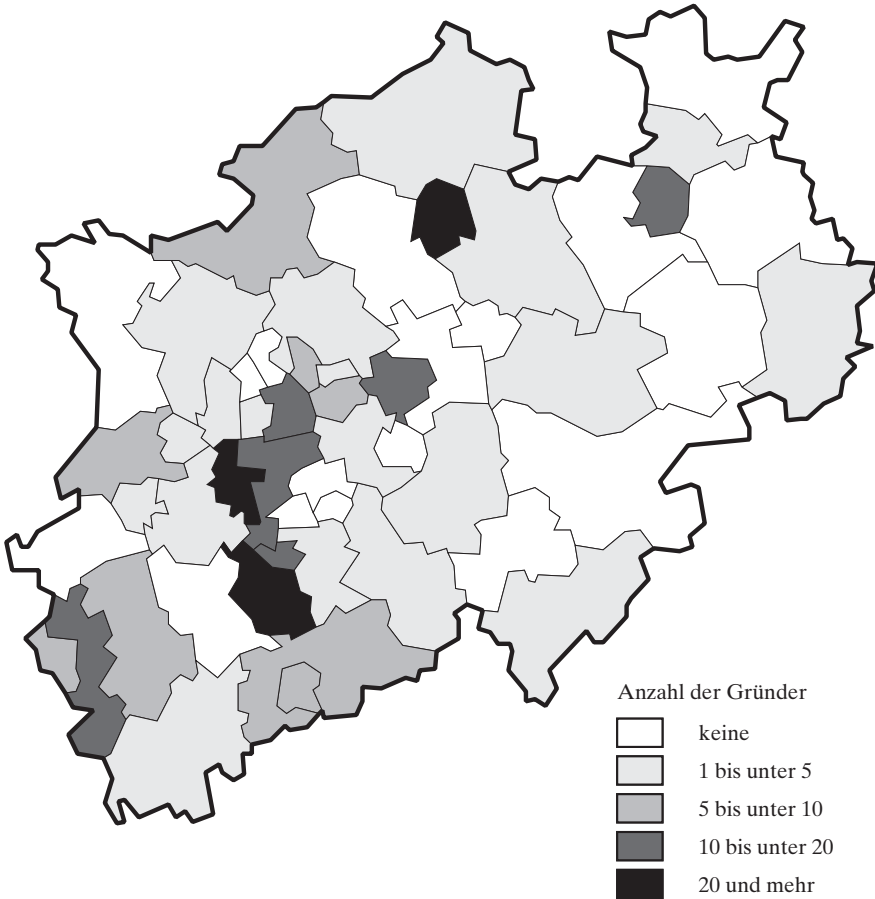 Anzahl der Gründer
keine
1 bis unter 5
5 bis unter 10
10 bis unter 20
20 und mehr